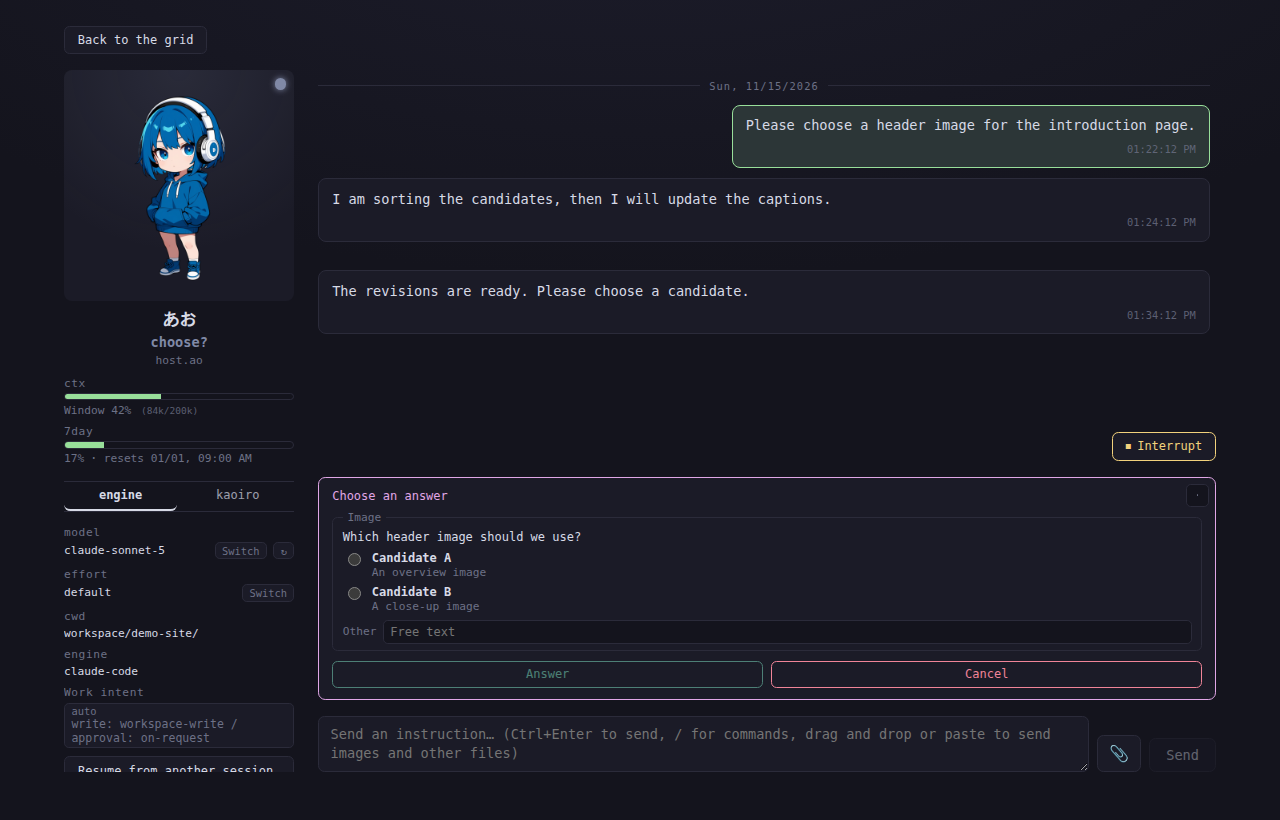 Back to the grid
あお
choose?
host.ao
ctx
Window 42% (84k/200k)
7day
17% · resets 01/01, 09:00 AM
engine kaoiro
model
claude-sonnet-5 Switch ↻
effort
default Switch
cwd
workspace/demo-site/
engine
claude-code
Work intent
auto
write: workspace-write /
approval: on-request
Resume from another session
Sun, 11/15/2026
Please choose a header image for the introduction page.
01:22:12 PM
I am sorting the candidates, then I will update the captions.
01:24:12 PM
The revisions are ready. Please choose a candidate.
01:34:12 PM
Interrupt
Choose an answer
Image
Which header image should we use?
Candidate A
An overview image
Candidate B
A close-up image
Other Free text
Answer Cancel
Send an instruction… (Ctrl+Enter to send, / for commands, drag and drop or paste to send
images and other files)
Send